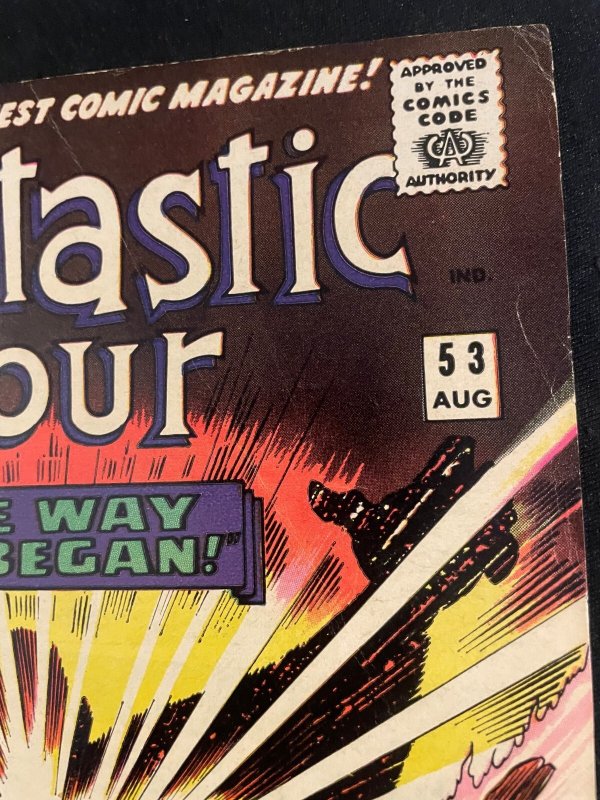 EST COMIC MAGAZINE!
APPROVED
BY THE
COMICS
CODE
CA
AUTHORITY
tastic
IND.
our
53
AUG
E WAY
BEGAN!"